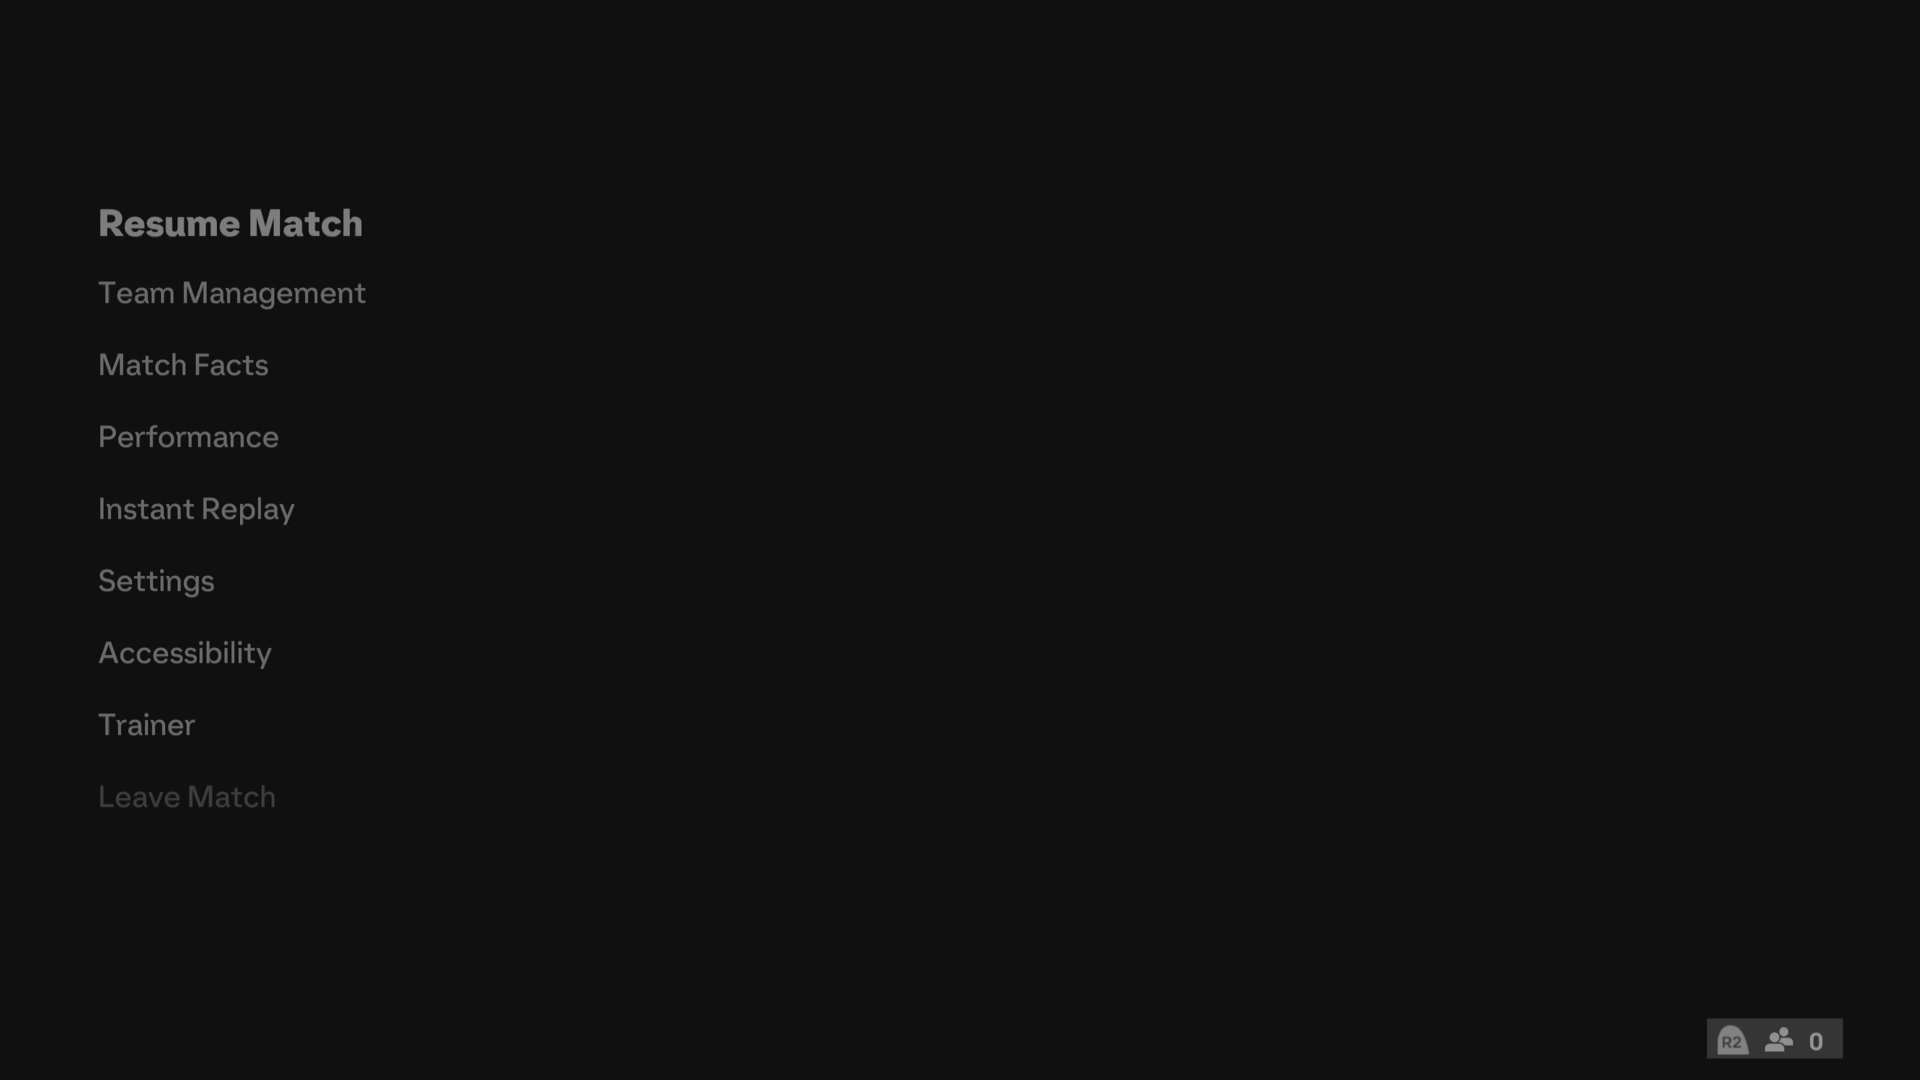 Resume Match
Team Management
Match Facts
Performance
Instant Replay
Settings
Accessibility
Trainer
Leave Match
R2 0